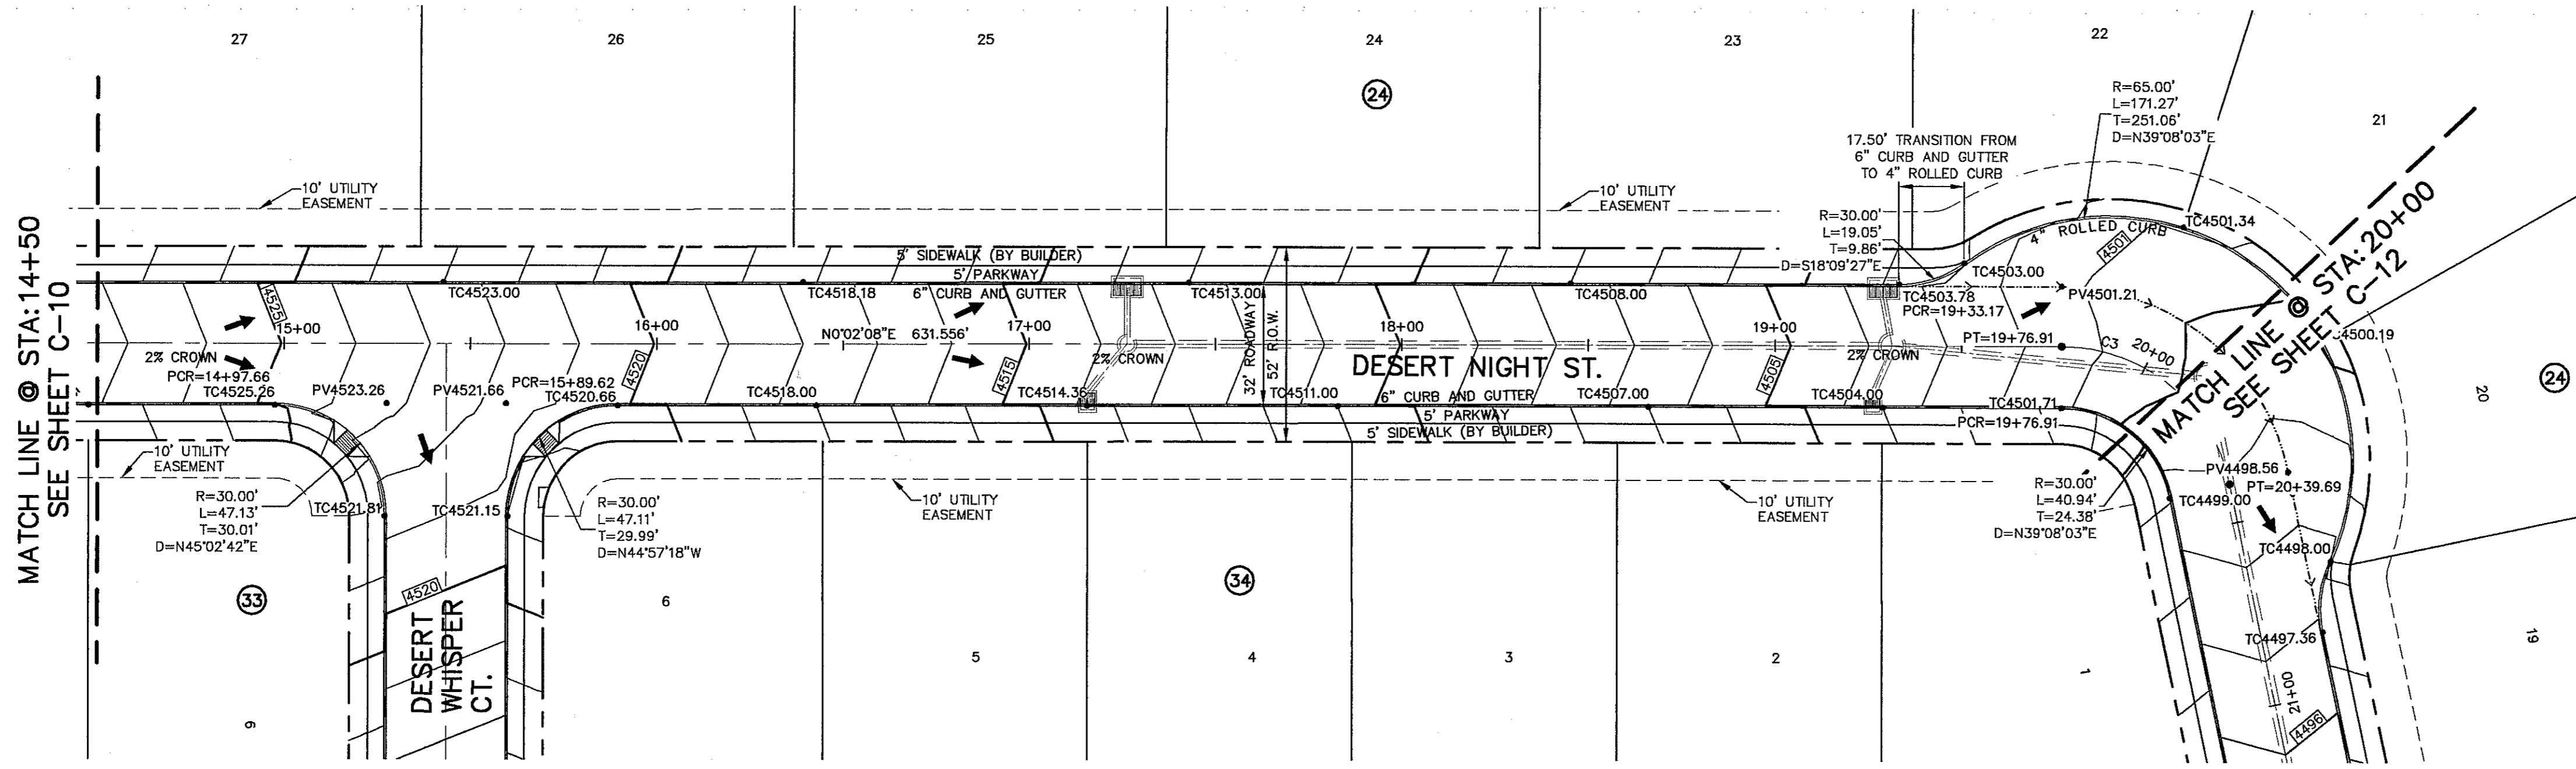 27
26
25
24
23
22
21
24
R=65.00'
L=171.27'
T=251.06'
D=N39°08'03"E
17.50' TRANSITION FROM
6" CURB AND GUTTER
TO 4" ROLLED CURB
MATCH LINE @ STA:14+50
SEE SHEET C-10
10' UTILITY
EASEMENT
10' UTILITY
EASEMENT
R=30.00'
L=19.05'
T=9.86'
D=S18°09'27"E
TC4501.34
4" ROLLED CURB
4501
MATCH LINE @ STA:20+00
SEE SHEET C-12
5' SIDEWALK (BY BUILDER)
5' PARKWAY
6" CURB AND GUTTER
TC4523.00
TC4518.18
TC4513.00
TC4508.00
TC4503.78
PCR=19+33.17
TC4503.00
PV4501.21
4525
15+00
16+00
N0°02'08"E 631.556'
17+00
18+00
19+00
PT=19+76.91
C3
20+00
4500.19
2% CROWN
2% CROWN
2% CROWN
32' ROADWAY
52' R.O.W.
DESERT NIGHT ST.
4520
4515
4505
PCR=14+97.66
TC4525.26
PV4523.26
PV4521.66
PCR=15+89.62
TC4520.66
TC4518.00
TC4514.36
TC4511.00
6" CURB AND GUTTER
TC4507.00
TC4504.00
TC4501.71
5' PARKWAY
5' SIDEWALK (BY BUILDER)
PCR=19+76.91
24
20
10' UTILITY
EASEMENT
R=30.00'
L=47.13'
T=30.01'
D=N45°02'42"E
TC4521.81
TC4521.15
R=30.00'
L=47.11'
T=29.99'
D=N44°57'18"W
10' UTILITY
EASEMENT
10' UTILITY
EASEMENT
R=30.00'
L=40.94'
T=24.38'
D=N39°08'03"E
PV4498.56
PT=20+39.69
TC4499.00
TC4498.00
TC4497.36
33
4520
DESERT
WHISPER
CT.
6
34
6
5
4
3
2
1
19
21+00
4496